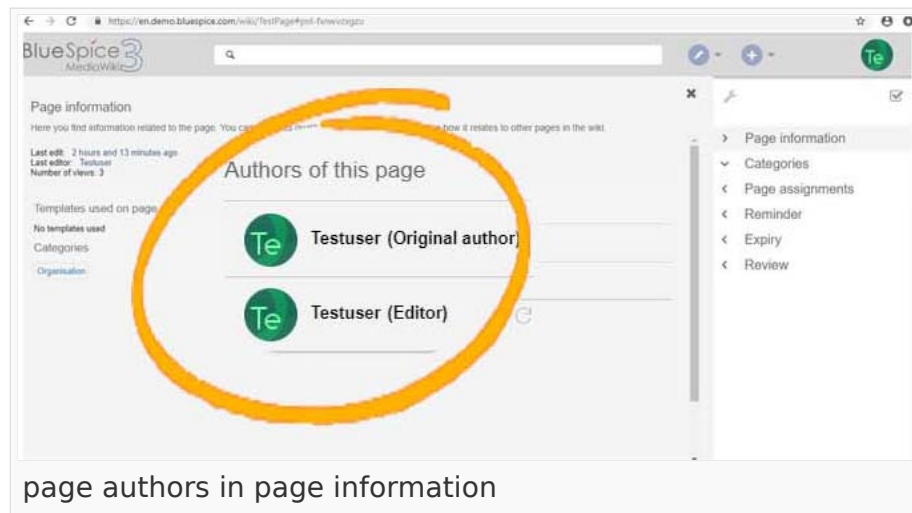 https://en.demo.bluespice.com/wiki/TestPage#pnl-
BlueSpice 3
MediaWiki
Te
Page information
Here you find information related to the page. You can how it relates to other pages in the wiki.
Last edit: 2 hours and 13 minutes ago
Last editor: Testuser
Number of views: 3
Templates used on page
No templates used
Categories
Organisation
Authors of this page
Te Testuser (Original author)
Te Testuser (Editor)
Page information
Categories
Page assignments
Reminder
Expiry
Review
page authors in page information